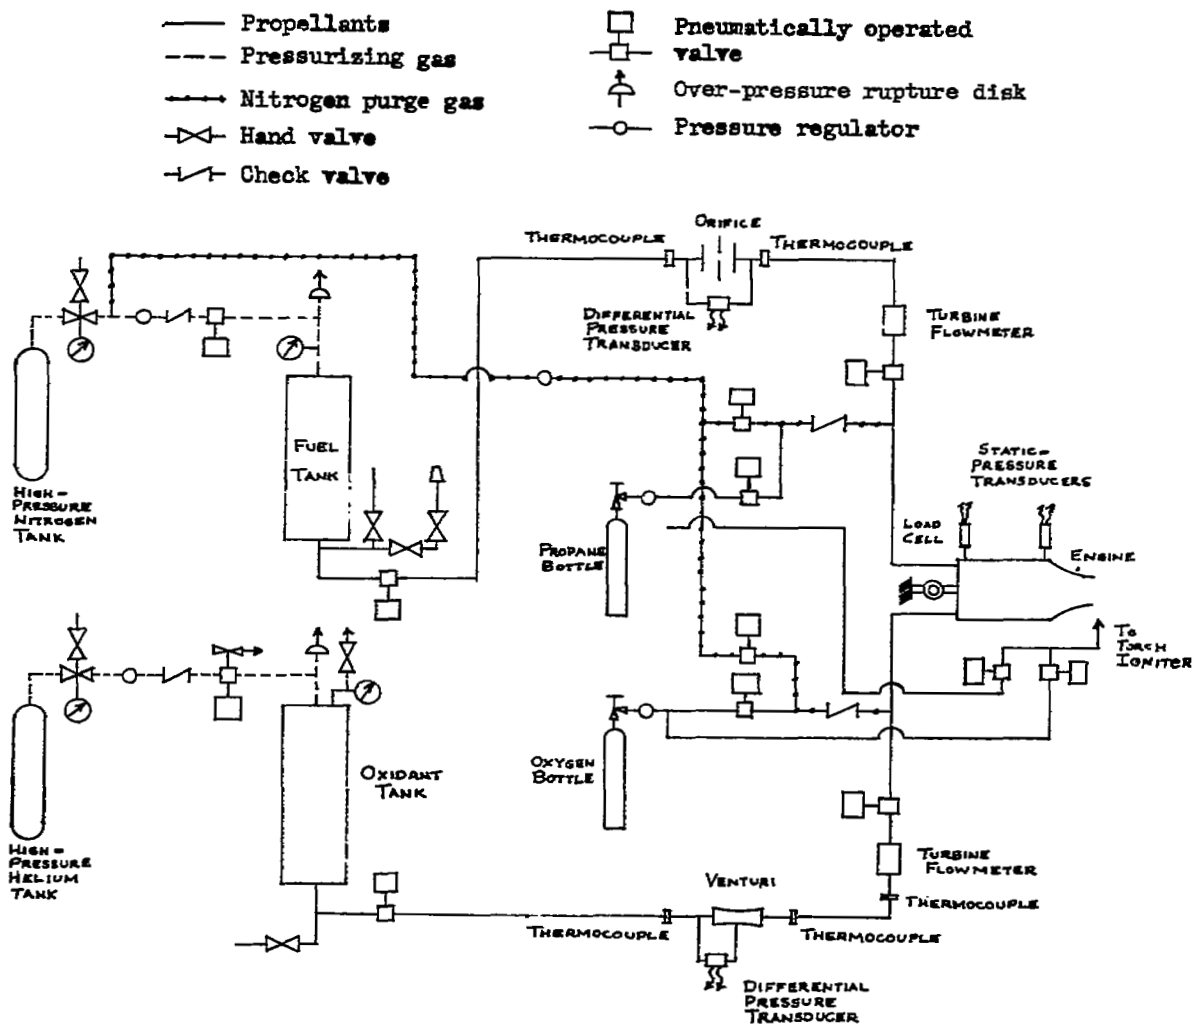 Propellants
Pressurizing gas
Nitrogen purge gas
Hand valve
Check valve
Pneumatically operated
valve
Over-pressure rupture disk
Pressure regulator
ORIFICE
THERMOCOUPLE
THERMOCOUPLE
DIFFERENTIAL
PRESSURE
TRANSDUCER
TURBINE
FLOWMETER
FUEL
TANK
HIGH-
PRESSURE
NITROGEN
TANK
STATIC-
PRESSURE
TRANSDUCERS
LOAD
CELL
ENGINE
PROPANE
BOTTLE
TO
TORCH
IGNITER
OXIDANT
TANK
OXYGEN
BOTTLE
HIGH-
PRESSURE
HELIUM
TANK
TURBINE
FLOWMETER
VENTURI
THERMOCOUPLE
THERMOCOUPLE
THERMOCOUPLE
DIFFERENTIAL
PRESSURE
TRANSDUCER